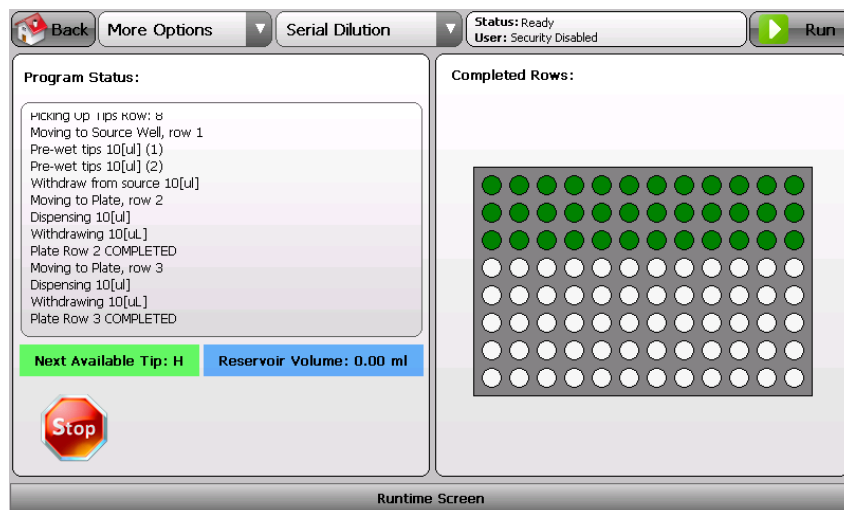 Back
More Options
Serial Dilution
Status: Ready
User: Security Disabled
Run
Program Status:
Picking Up Tips Row: 8
Moving to Source Well, row 1
Pre-wet tips 10[ul] (1)
Pre-wet tips 10[ul] (2)
Withdraw from source 10[ul]
Moving to Plate, row 2
Dispensing 10[ul]
Withdrawing 10[uL]
Plate Row 2 COMPLETED
Moving to Plate, row 3
Dispensing 10[ul]
Withdrawing 10[uL]
Plate Row 3 COMPLETED
Next Available Tip: H
Reservoir Volume: 0.00 ml
Stop
Completed Rows:
Runtime Screen